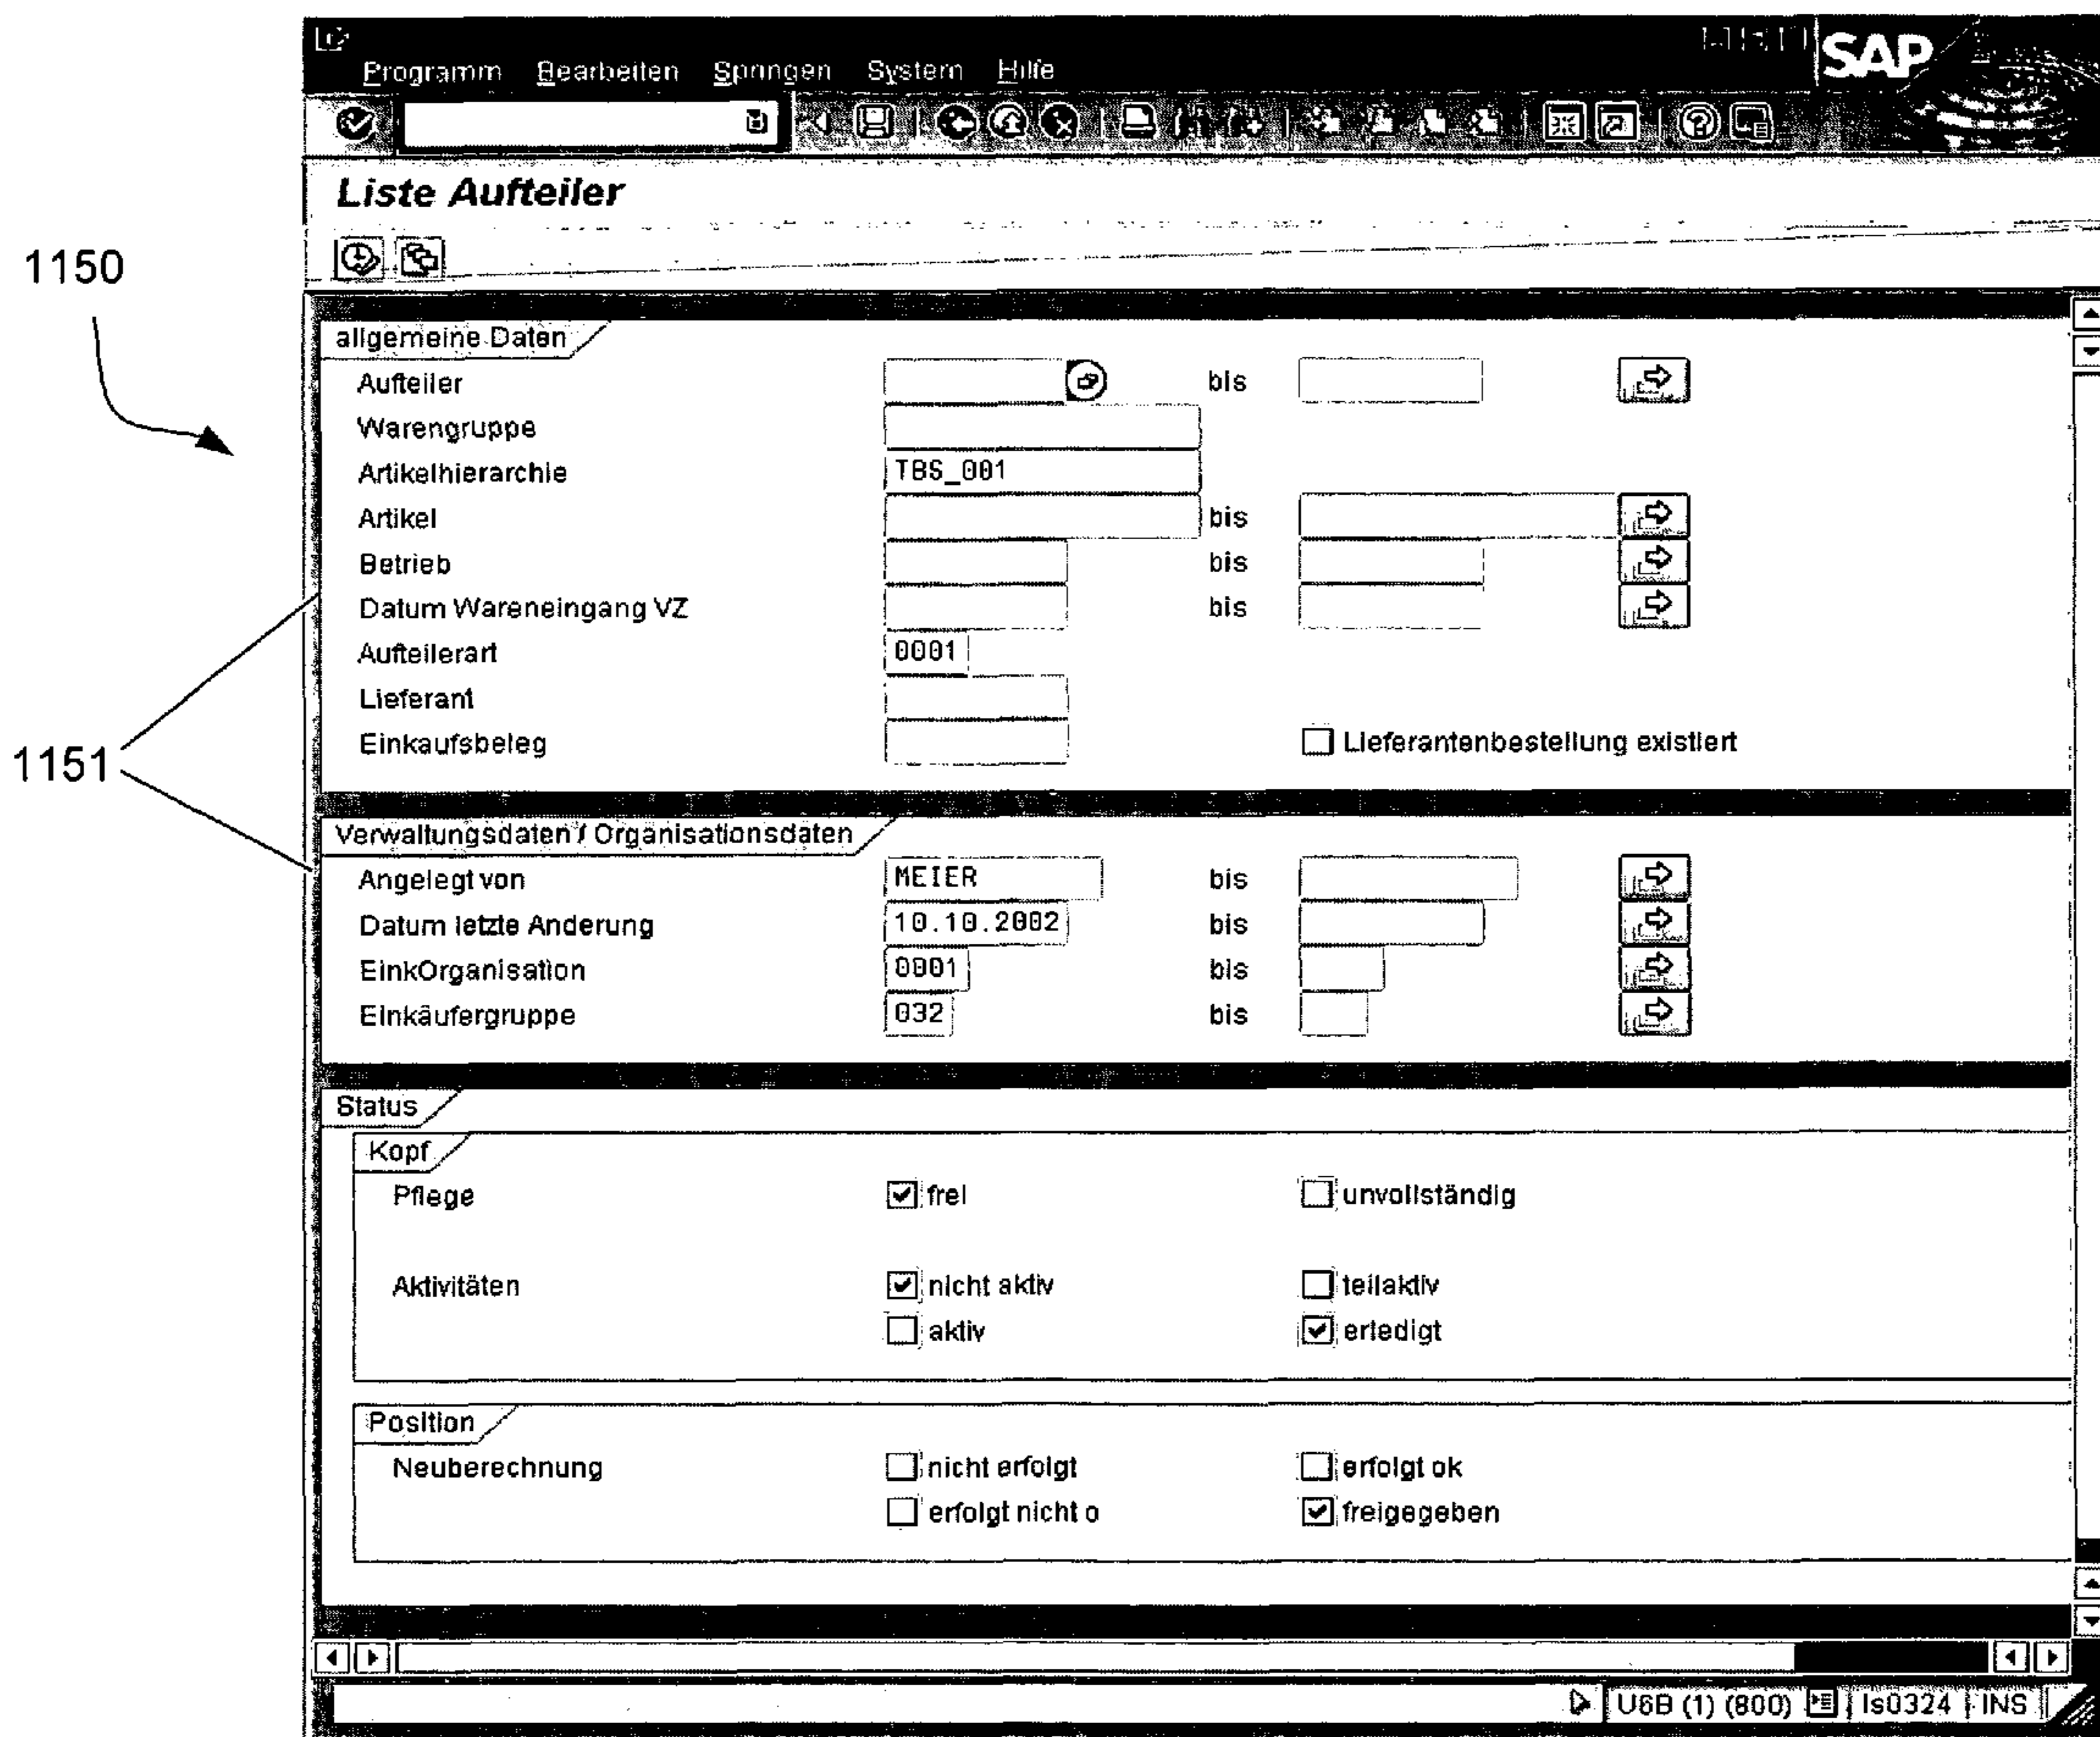 Programm Bearbeiten Springen System Hilfe
SAP
Liste Aufteiler
1150
allgemeine Daten
Aufteiler bis
Warengruppe
Artikelhierarchie TBS_001
Artikel bis
Betrieb bis
Datum Wareneingang VZ bis
Aufteilerart 0001
Lieferant
Einkaufsbeleg Lieferantenbestellung existiert
1151
Verwaltungsdaten / Organisationsdaten
Angelegt von MEIER bis
Datum letzte Anderung 10.10.2002 bis
EinkOrganisation 0001 bis
Einkäufergruppe 032 bis
Status
Kopf
Pflege frei unvollständig
Aktivitäten nicht aktiv teilaktiv
aktiv erledigt
Position
Neuberechnung nicht erfolgt erfolgt ok
erfolgt nicht o freigegeben
U6B (1) (800) ls0324 INS